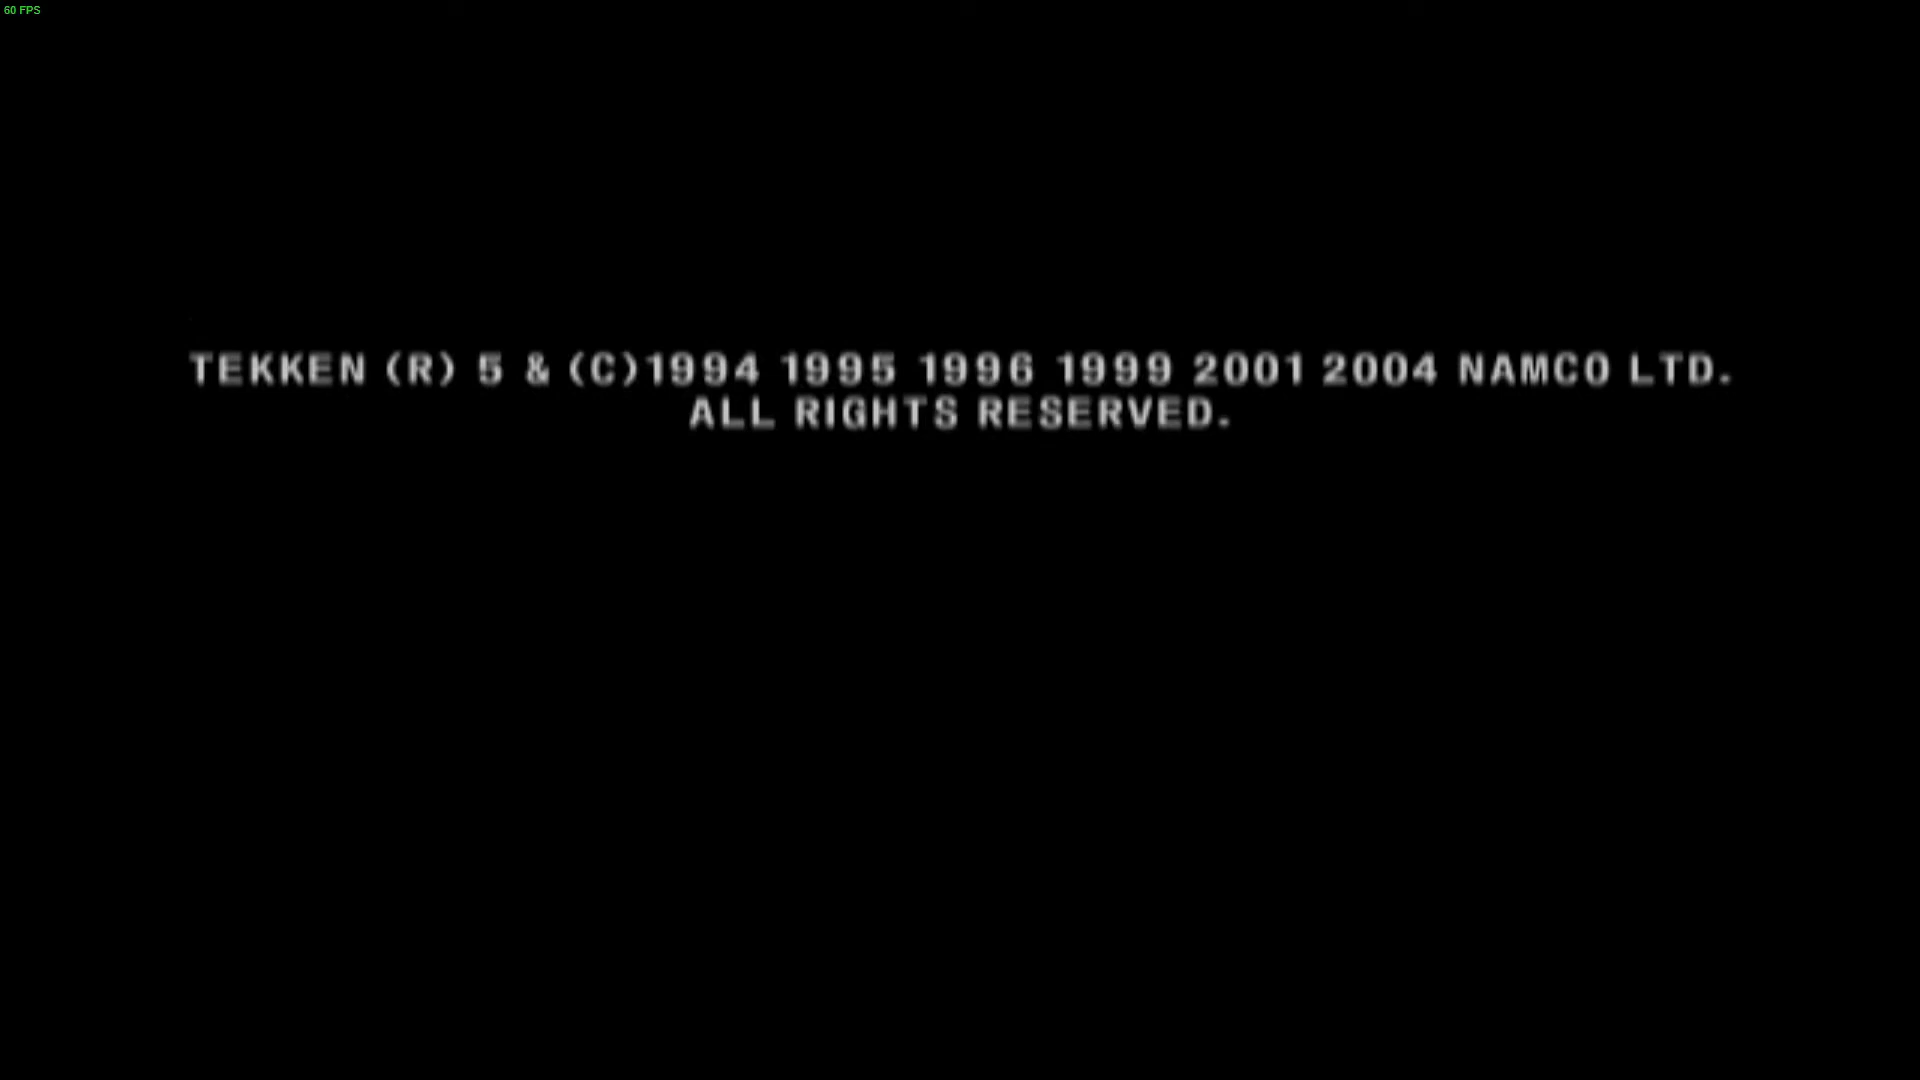 60 FPS
TEKKEN (R) 5 & (C)1994 1995 1996 1999 2001 2004 NAMCO LTD.
ALL RIGHTS RESERVED.